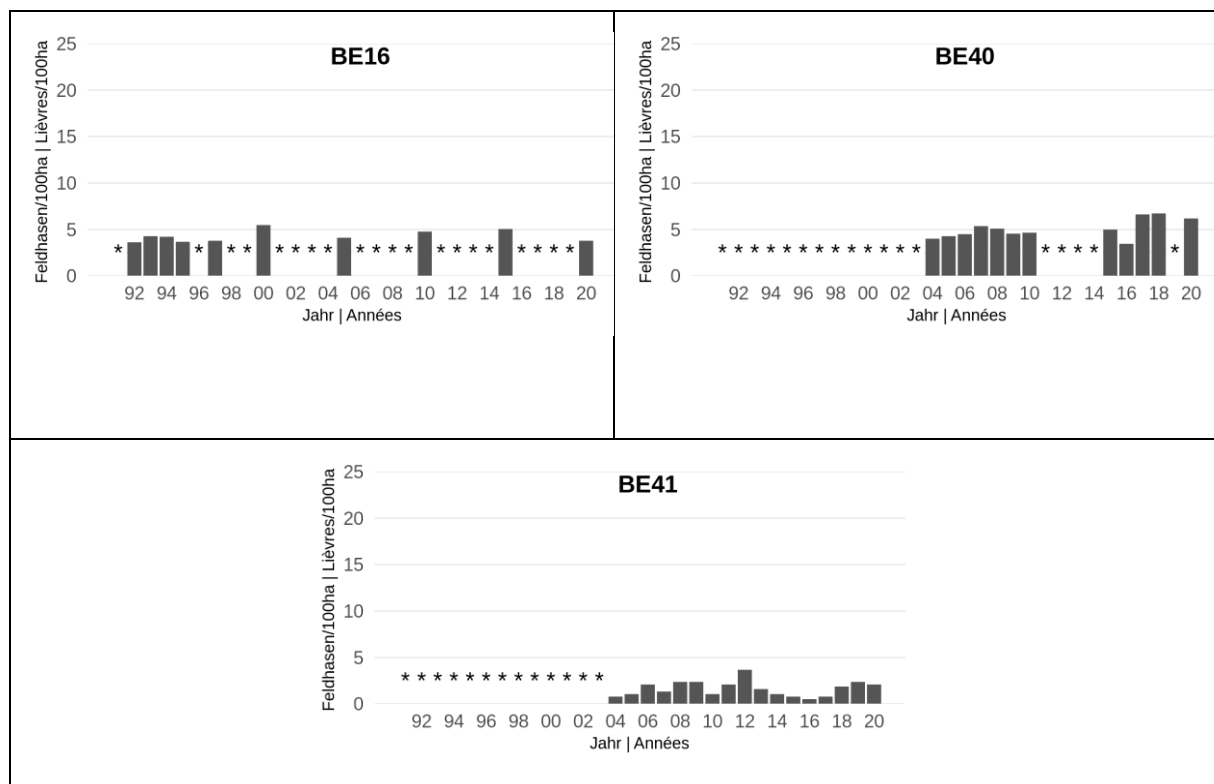 BE16
Feldhasen/100ha | Lièvres/100ha
25
20
15
10
5
0
* * * * * * * * * * * * * * * * * * * *
92 94 96 98 00 02 04 06 08 10 12 14 16 18 20
Jahr | Années
BE40
Feldhasen/100ha | Lièvres/100ha
25
20
15
10
5
0
* * * * * * * * * * * * * * * * * *
92 94 96 98 00 02 04 06 08 10 12 14 16 18 20
Jahr | Années
BE41
Feldhasen/100ha | Lièvres/100ha
25
20
15
10
5
0
* * * * * * * * * * * * *
92 94 96 98 00 02 04 06 08 10 12 14 16 18 20
Jahr | Années